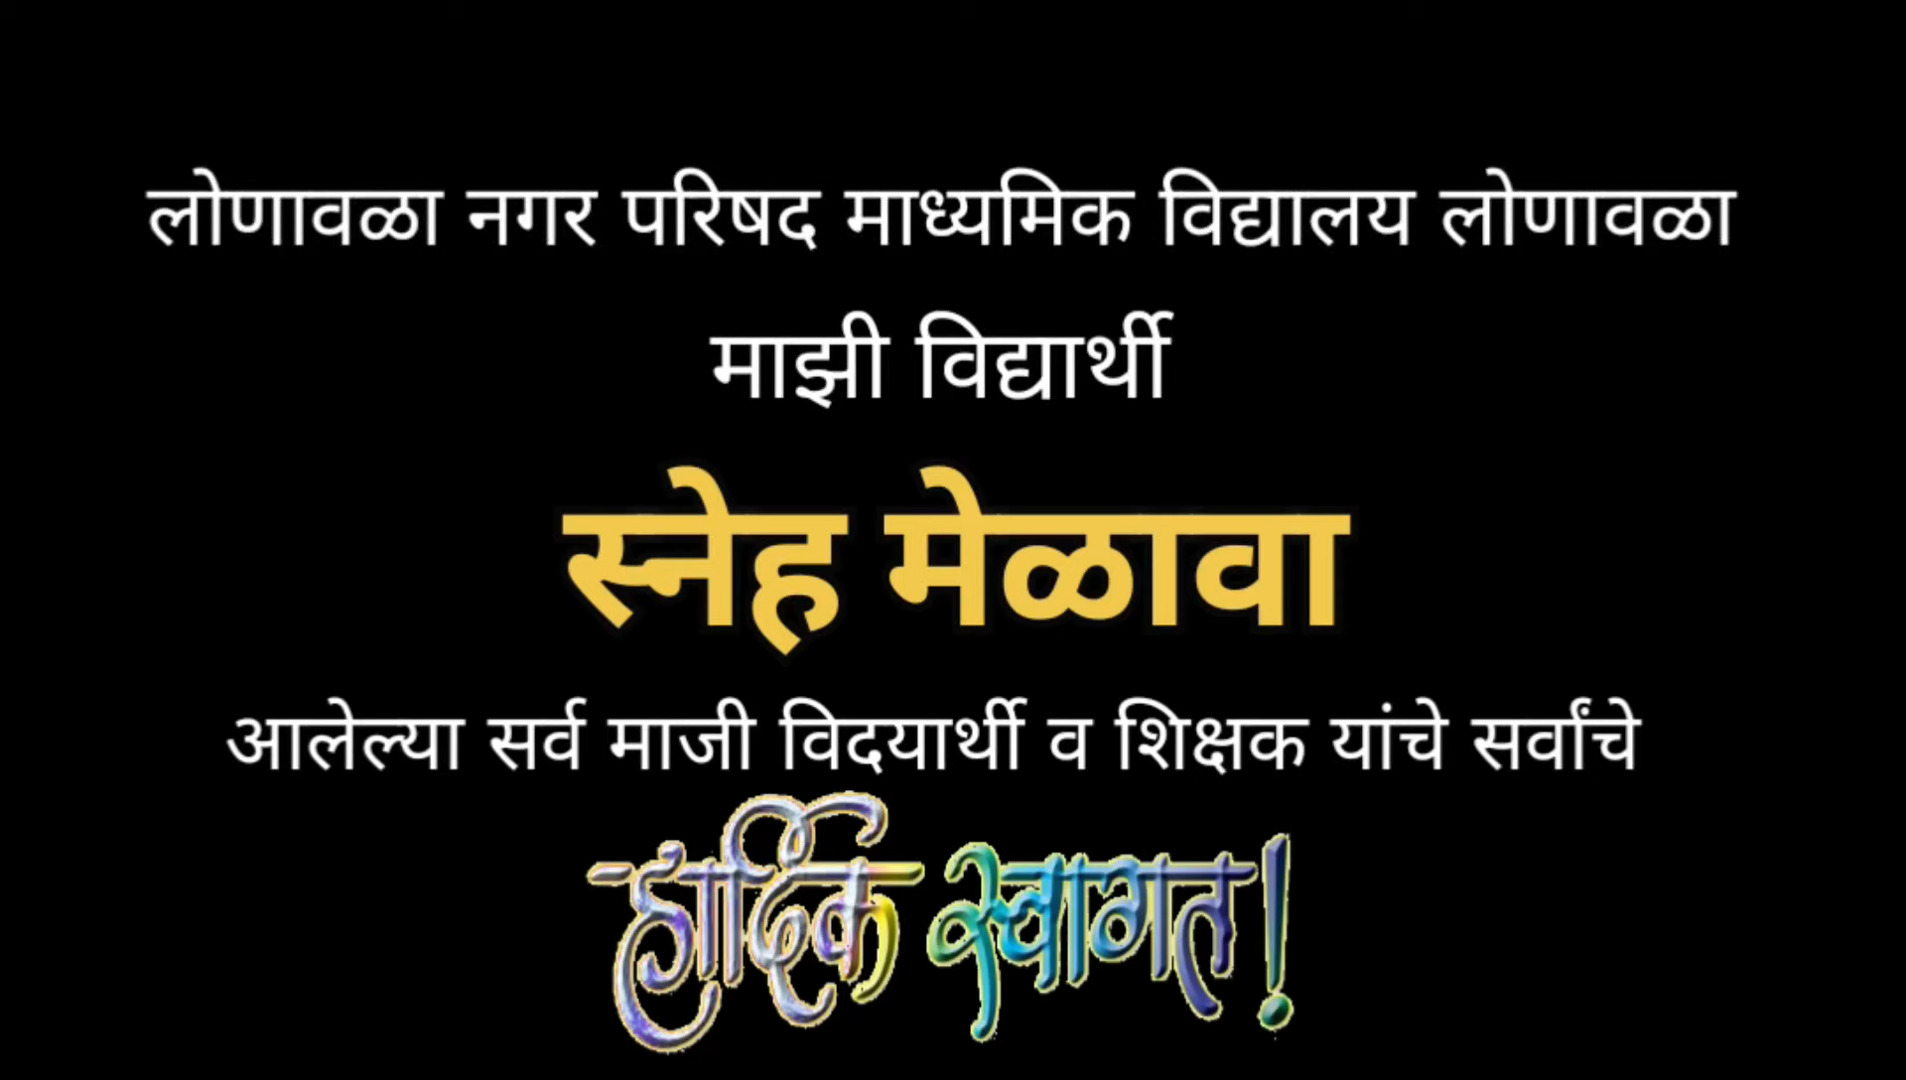 लोणावळा नगर परिषद माध्यमिक विद्यालय लोणावळा
माझी विद्यार्थी
स्नेह मेळावा
आलेल्या सर्व माजी विदयार्थी व शिक्षक यांचे सर्वांचे
हार्दिक स्वागत!